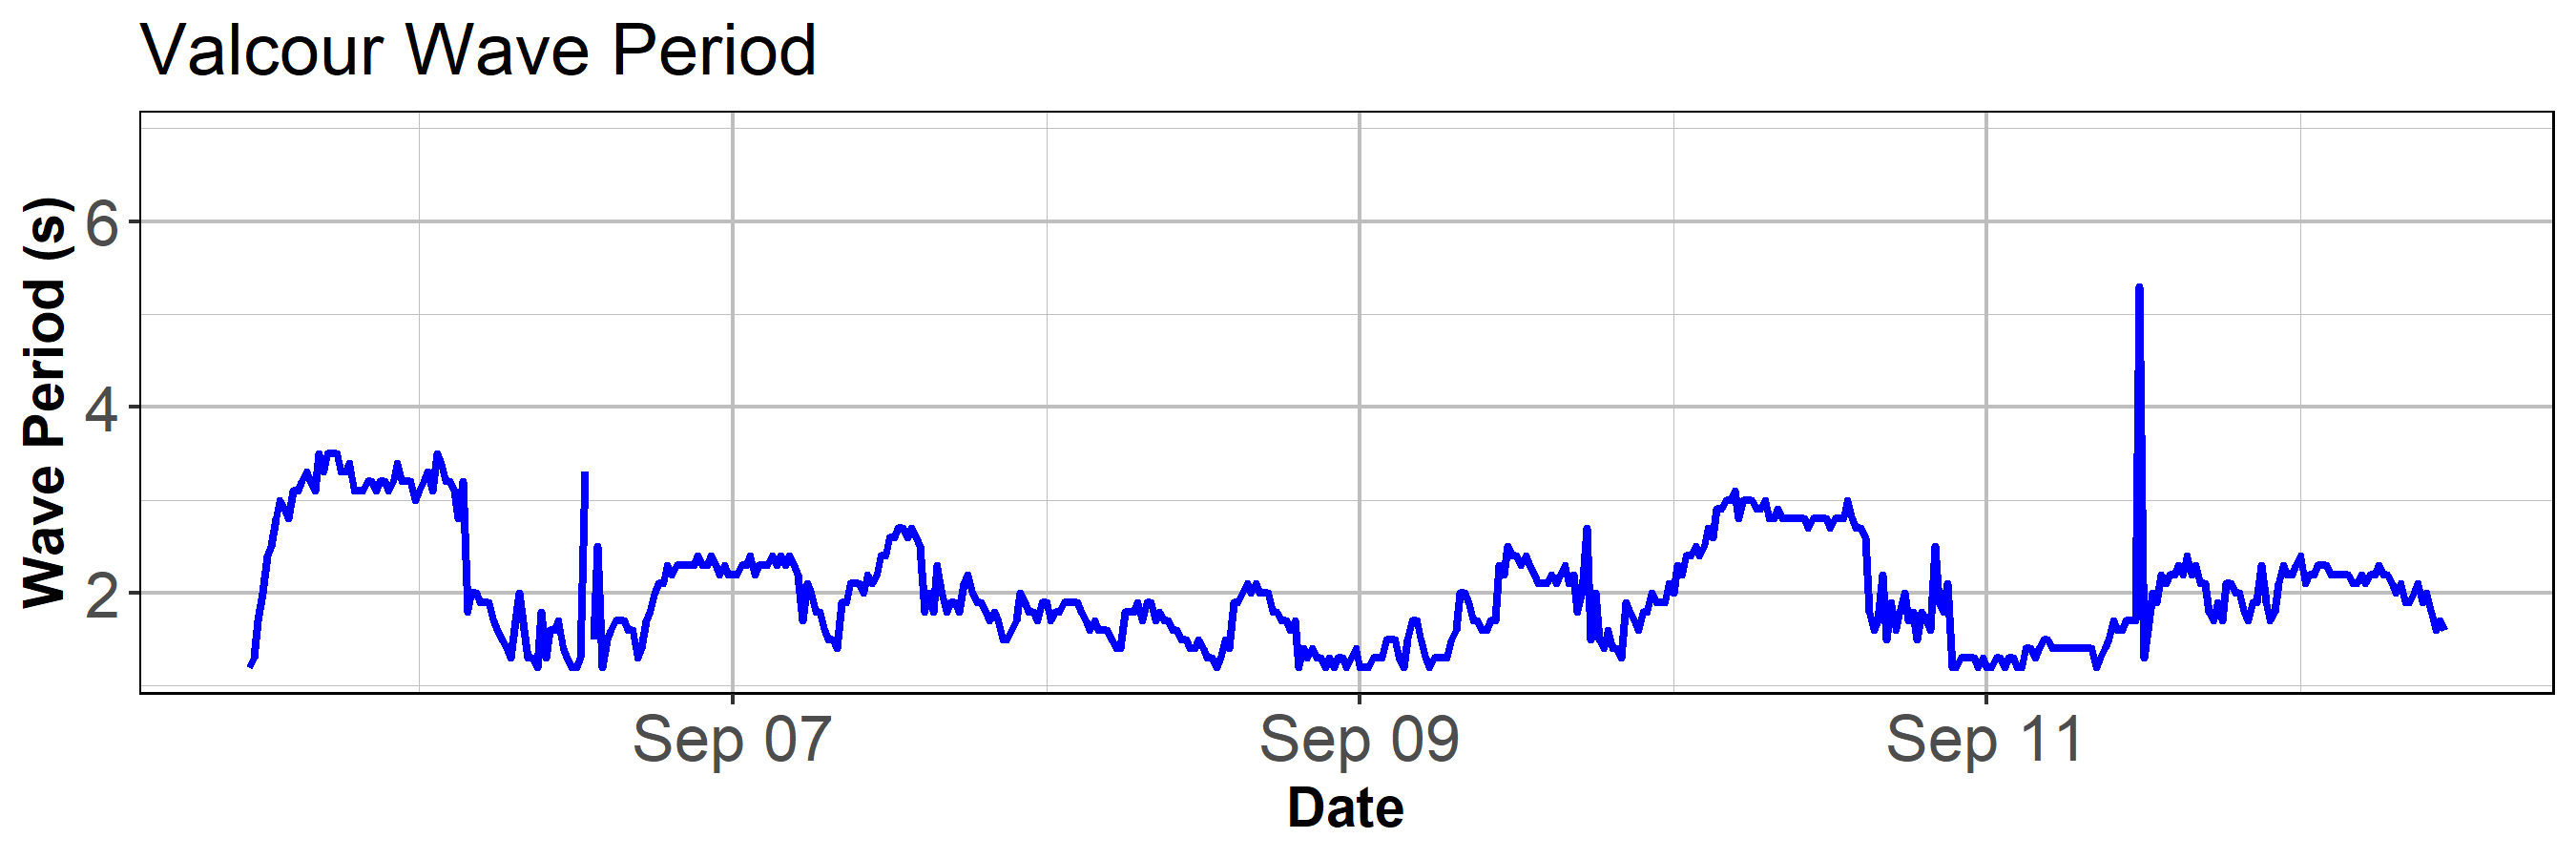 Valcour Wave Period
Wave Period (s)
6
4
2
Sep 07
Sep 09
Sep 11
Date